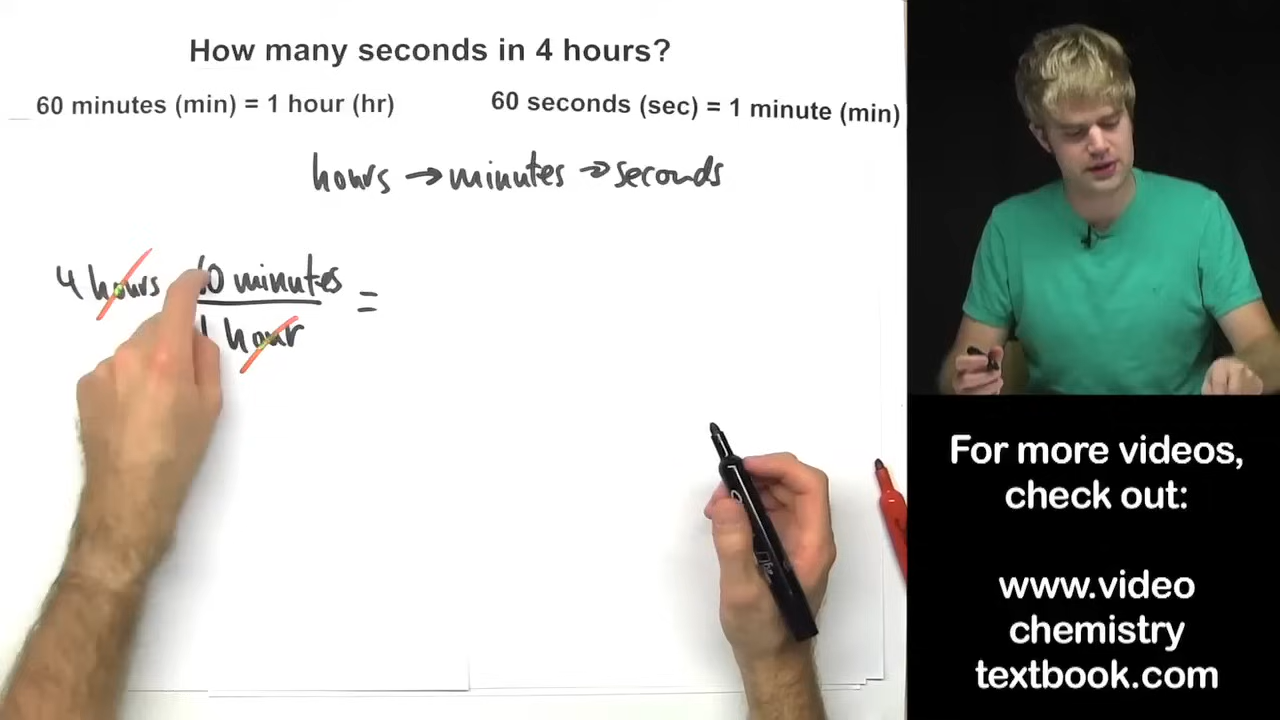 How many seconds in 4 hours?
60 minutes (min) = 1 hour (hr)
60 seconds (sec) = 1 minute (min)
hours → minutes → seconds
4 hours 0 minutes =
hour
For more videos,
check out:
www.video
chemistry
textbook.com